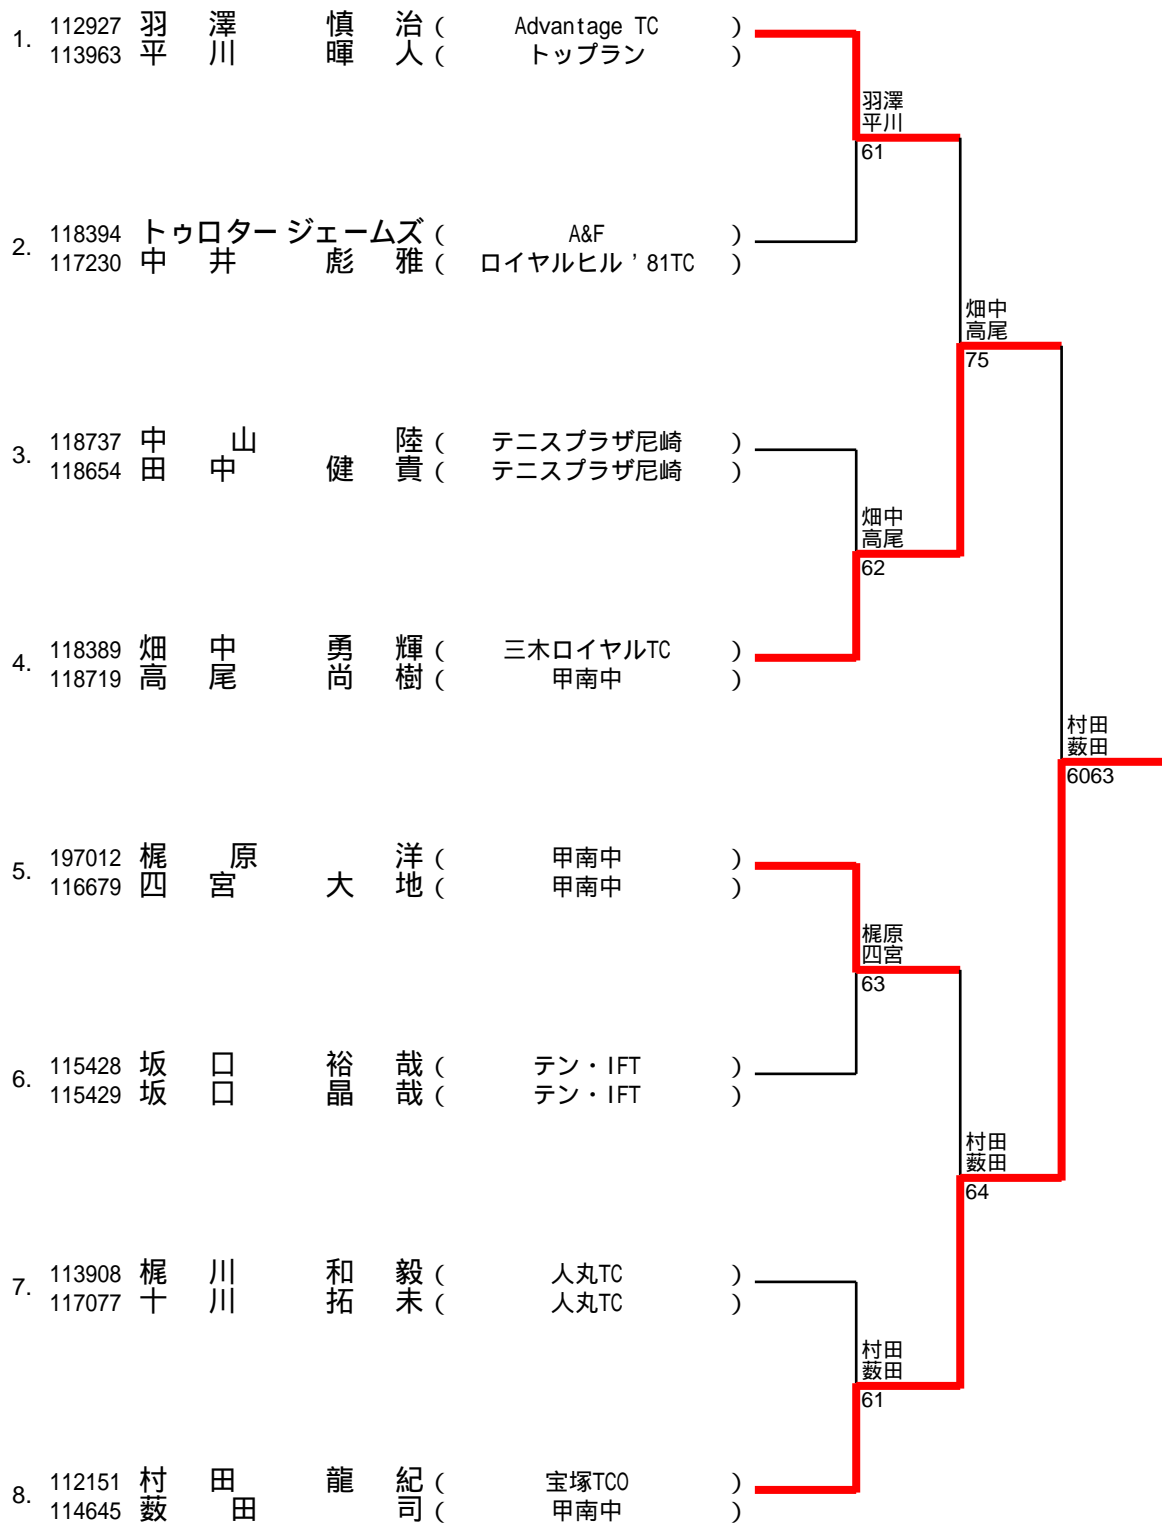 1. 112927 羽澤 慎治 ( Advantage TC )
113963 平川 暉人 ( トップラン )
羽澤
平川
61
2. 118394 トゥロター ジェームズ ( A&F )
117230 中井 彪雅 ( ロイヤルヒル'81TC )
畑中
高尾
75
3. 118737 中山 陸 ( テニスプラザ尼崎 )
118654 田中 健貴 ( テニスプラザ尼崎 )
畑中
高尾
62
4. 118389 畑中 勇輝 ( 三木ロイヤルTC )
118719 高尾 尚樹 ( 甲南中 )
村田
薮田
6063
5. 197012 梶原 洋 ( 甲南中 )
116679 四宮 大地 ( 甲南中 )
梶原
四宮
63
6. 115428 坂口 裕哉 ( テン・IFT )
115429 坂口 晶哉 ( テン・IFT )
村田
薮田
64
7. 113908 梶川 和毅 ( 人丸TC )
117077 十川 拓未 ( 人丸TC )
村田
薮田
61
8. 112151 村田 龍紀 ( 宝塚TCO )
114645 薮田 司 ( 甲南中 )